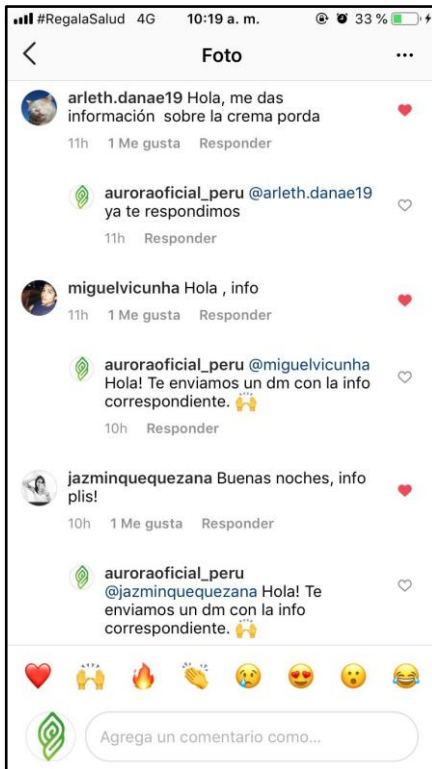 #RegalaSalud 4G 10:19 a. m. 33 %
Foto
arleth.danae19 Hola, me das
información sobre la crema porda
11h 1 Me gusta Responder
auroraoficial_peru @arleth.danae19
ya te respondimos
11h Responder
miguelvicunha Hola , info
11h 1 Me gusta Responder
auroraoficial_peru @miguelvicunha
Hola! Te enviamos un dm con la info
correspondiente. 🙌
10h Responder
jazminquequezana Buenas noches, info
plis!
10h 1 Me gusta Responder
auroraoficial_peru
@jazminquequezana Hola! Te
enviamos un dm con la info
correspondiente. 🙌
Agrega un comentario como...